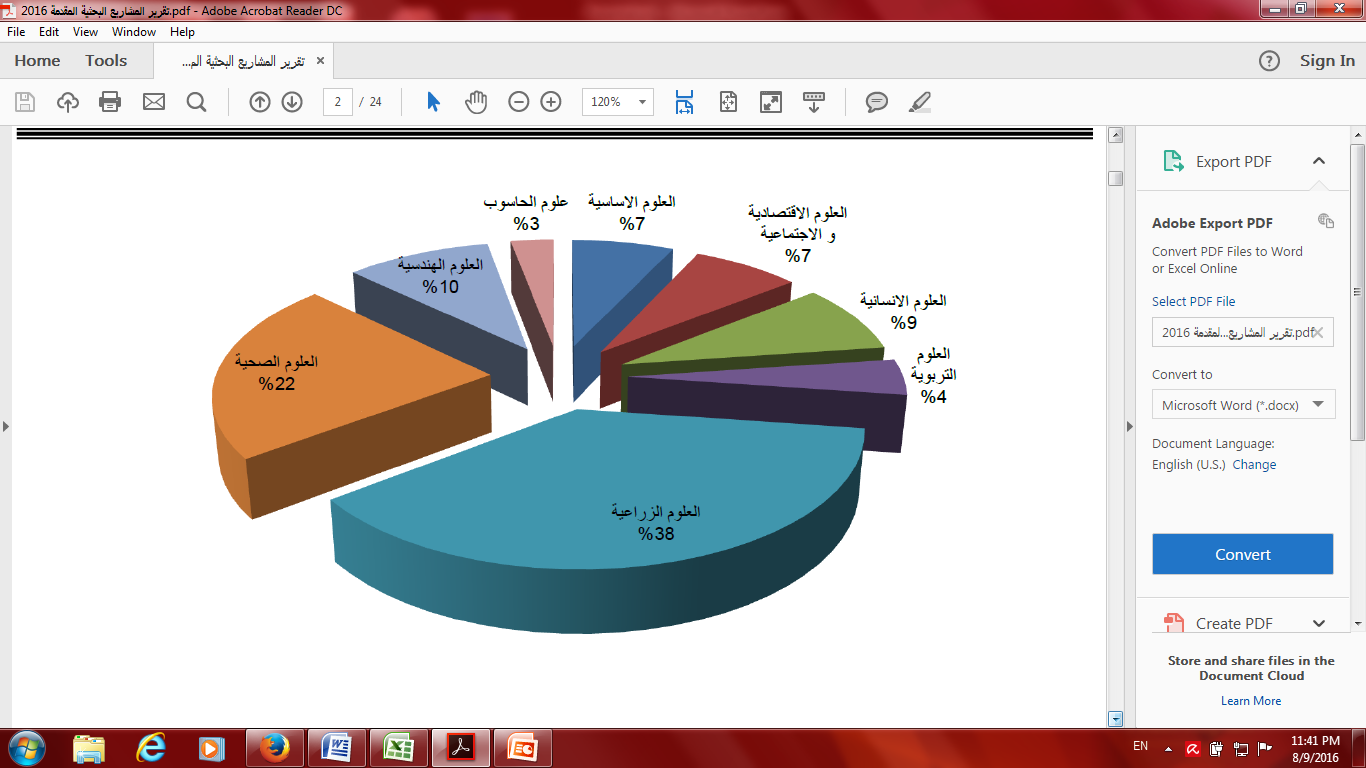 تقرير المشاريع البحثية المقدمة 2016.pdf - Adobe Acrobat Reader DC
File Edit View Window Help
Home Tools تقرير المشاريع البحثية الم... × Sign In
2 / 24 120%
علوم الحاسوب
%3
العلوم الاساسية
%7
العلوم الاقتصادية
و الاجتماعية
%7
العلوم الانسانية
%9
العلوم
التربوية
%4
العلوم الهندسية
%10
العلوم الصحية
%22
العلوم الزراعية
%38
Export PDF
Adobe Export PDF
Convert PDF Files to Word
or Excel Online
Select PDF File
تقرير المشاريع...لمقدمة 2016.pdf
Convert to
Microsoft Word (*.docx)
Document Language:
English (U.S.) Change
Convert
Create PDF
Store and share files in the
Document Cloud
Learn More
EN
11:41 PM
8/9/2016